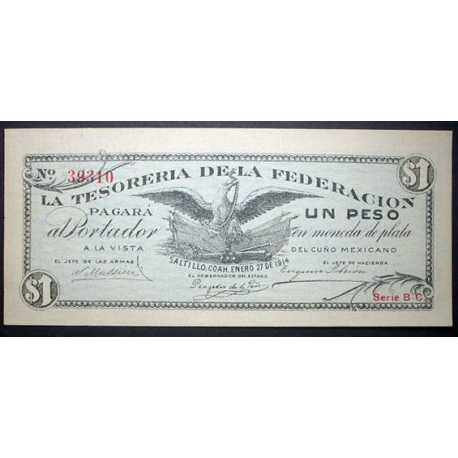 Nº 39310
$1
LA TESORERIA DE LA FEDERACION
PAGARÁ UN PESO
al Portador en moneda de plata
A LA VISTA DEL CUÑO MEXICANO
SALTILLO, COAH. ENERO 27 DE 1914
EL JEFE DE LAS ARMAS EL JEFE DE HACIENDA
EL GOBERNADOR DEL ESTADO
$1
Serie B C